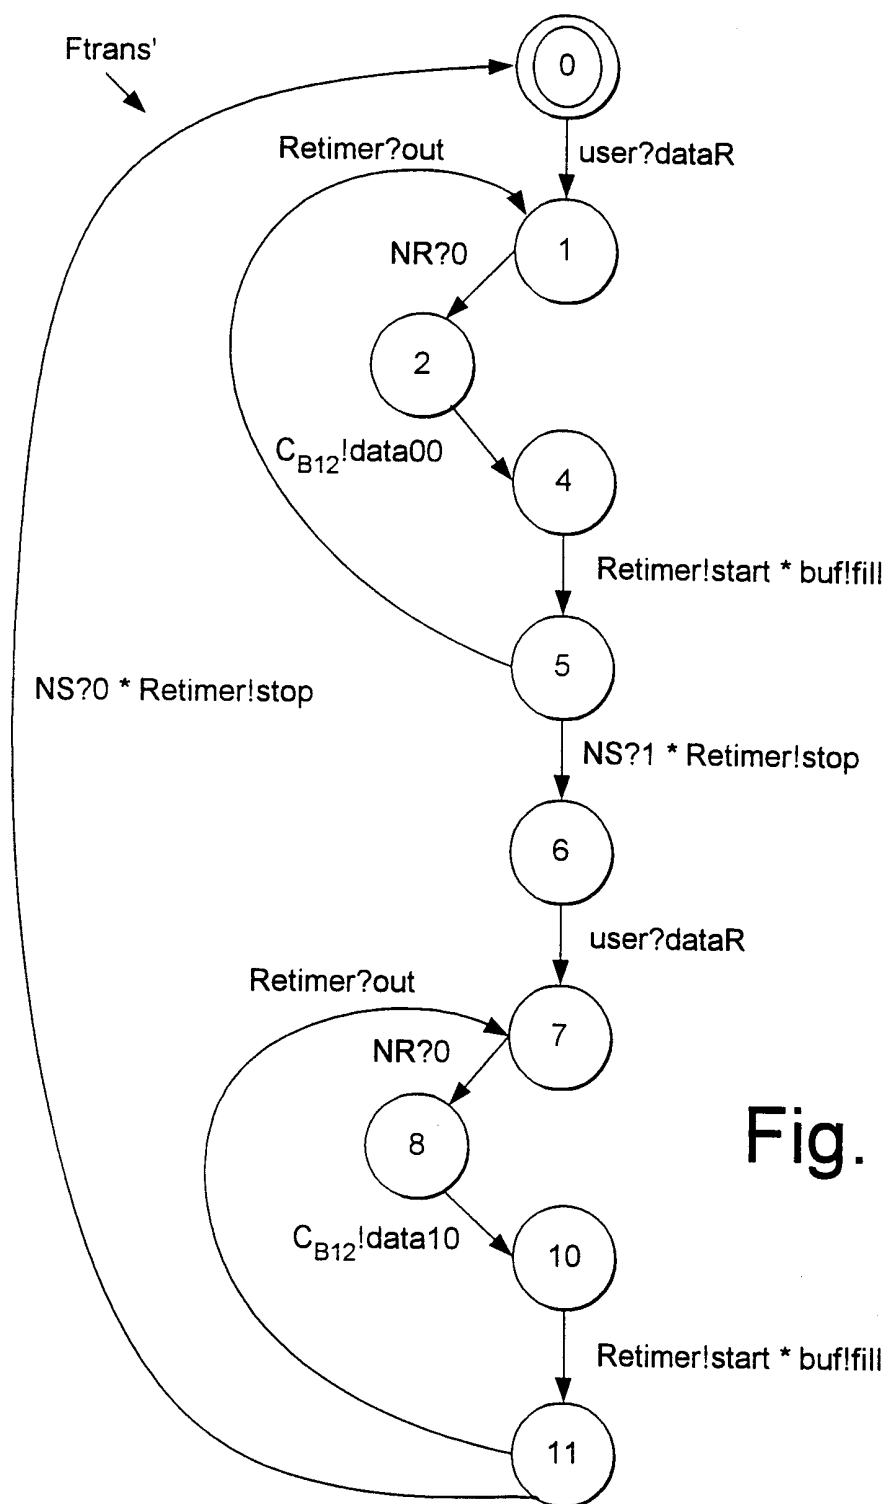 Ftrans'
0
user?dataR
Retimer?out
1
NR?0
2
CB12!data00
4
Retimer!start * buf!fill
5
NS?0 * Retimer!stop
NS?1 * Retimer!stop
6
user?dataR
Retimer?out
7
NR?0
8
Fig.
CB12!data10
10
Retimer!start * buf!fill
11